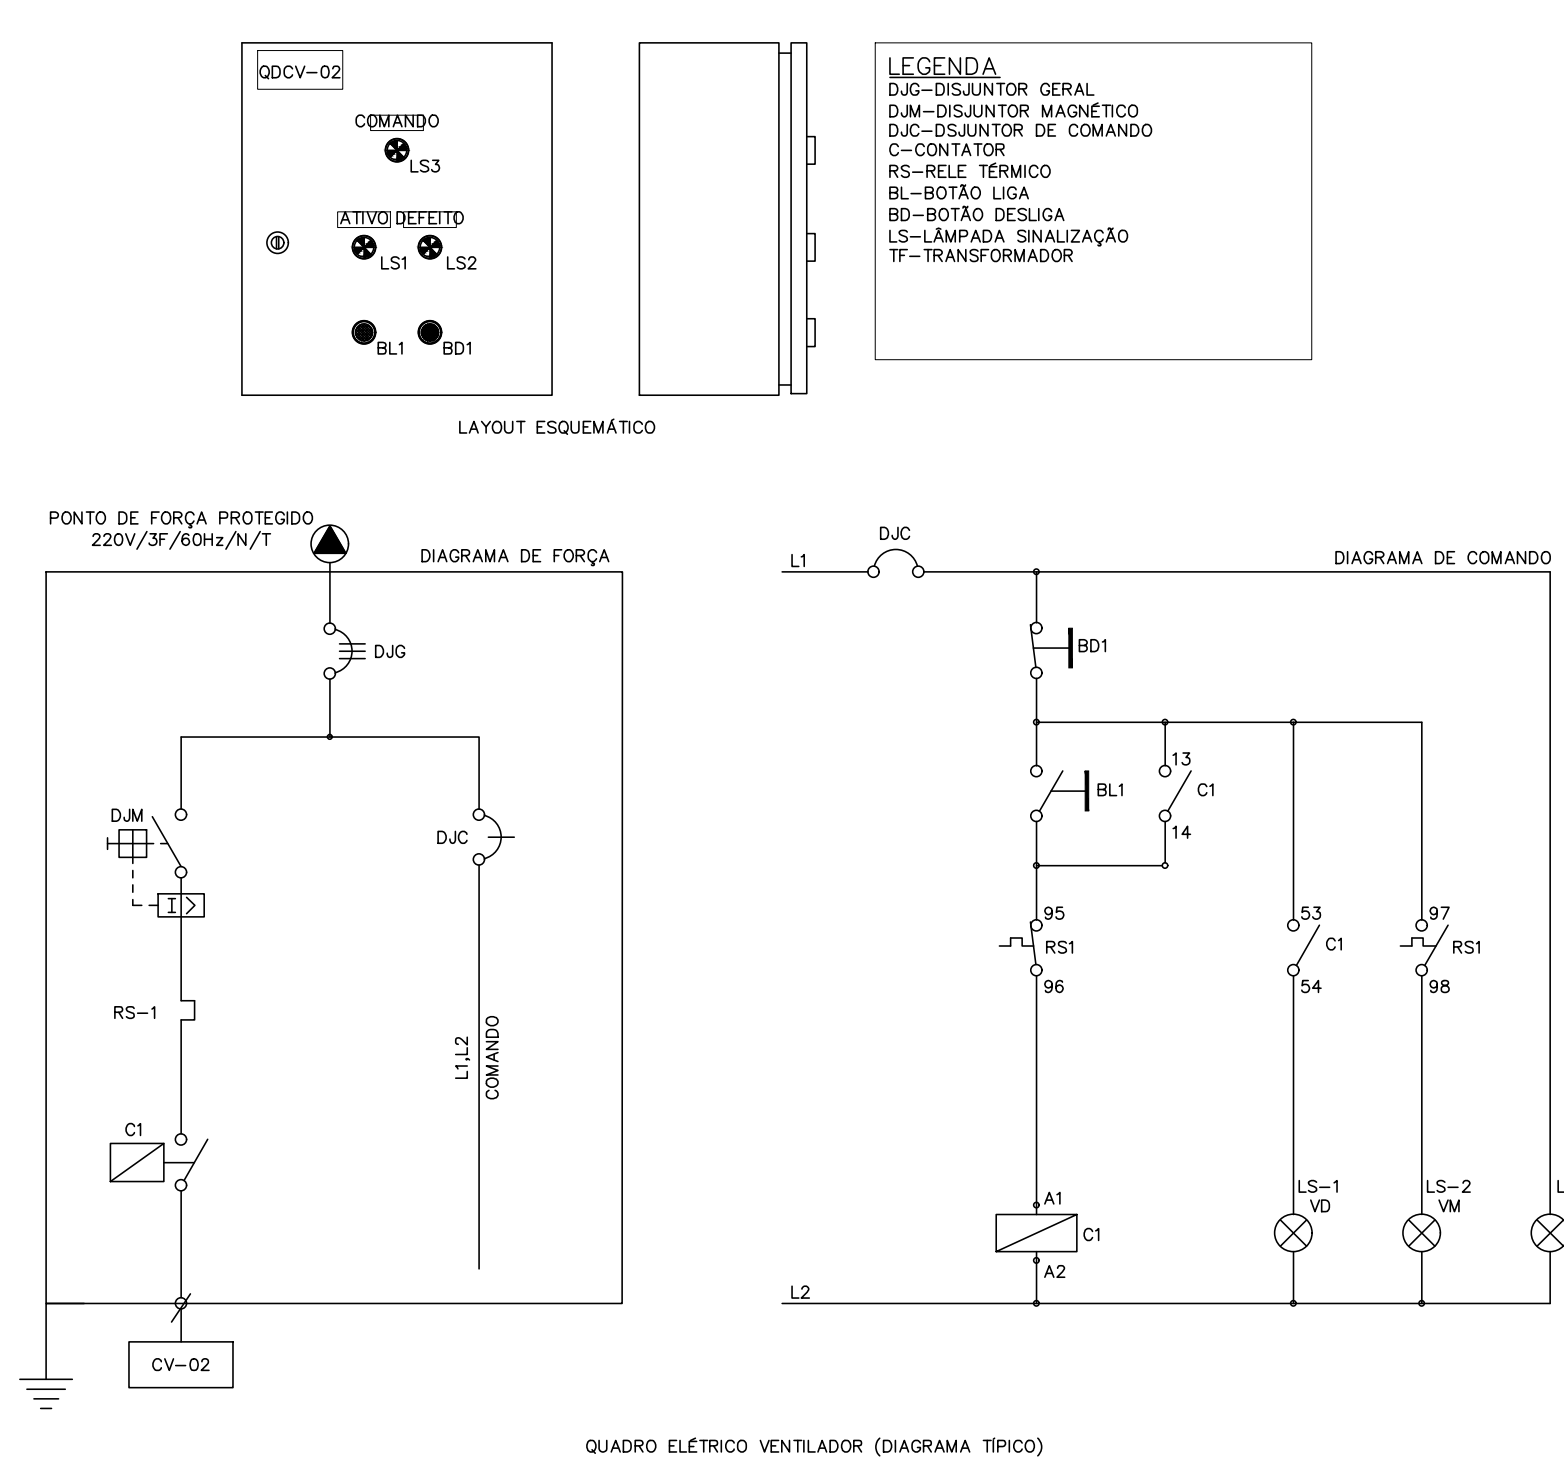 QDCV-02
COMANDO
LS3
ATIVO DEFEITO
LS1 LS2
BL1 BD1
LAYOUT ESQUEMÁTICO
LEGENDA
DJG-DISJUNTOR GERAL
DJM-DISJUNTOR MAGNÉTICO
DJC-DSJUNTOR DE COMANDO
C-CONTATOR
RS-RELE TÉRMICO
BL-BOTÃO LIGA
BD-BOTÃO DESLIGA
LS-LÂMPADA SINALIZAÇÃO
TF-TRANSFORMADOR
PONTO DE FORÇA PROTEGIDO
220V/3F/60Hz/N/T
DIAGRAMA DE FORÇA
DJG
DJM
DJC
I >
RS-1
L1,L2
COMANDO
C1
CV-02
DJC
L1
DIAGRAMA DE COMANDO
BD1
13
BL1
C1
14
95
RS1
96
53
C1
54
97
RS1
98
A1
C1
A2
LS-1
VD
LS-2
VM
L
L2
QUADRO ELÉTRICO VENTILADOR (DIAGRAMA TÍPICO)